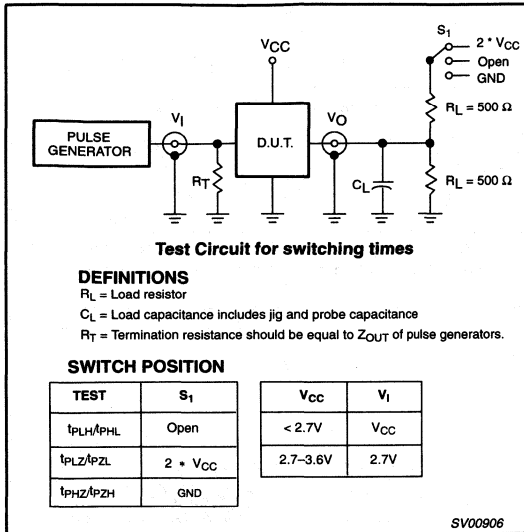 S1
2 * VCC
Open
GND
VCC
RL = 500 Ω
VI
VO
PULSE
GENERATOR
D.U.T.
RT
CL
RL = 500 Ω
Test Circuit for switching times
DEFINITIONS
RL = Load resistor
CL = Load capacitance includes jig and probe capacitance
RT = Termination resistance should be equal to ZOUT of pulse generators.
SWITCH POSITION
TEST S1
tPLH/tPHL Open
tPLZ/tPZL 2 * VCC
tPHZ/tPZH GND
VCC VI
< 2.7V VCC
2.7–3.6V 2.7V
SV00906